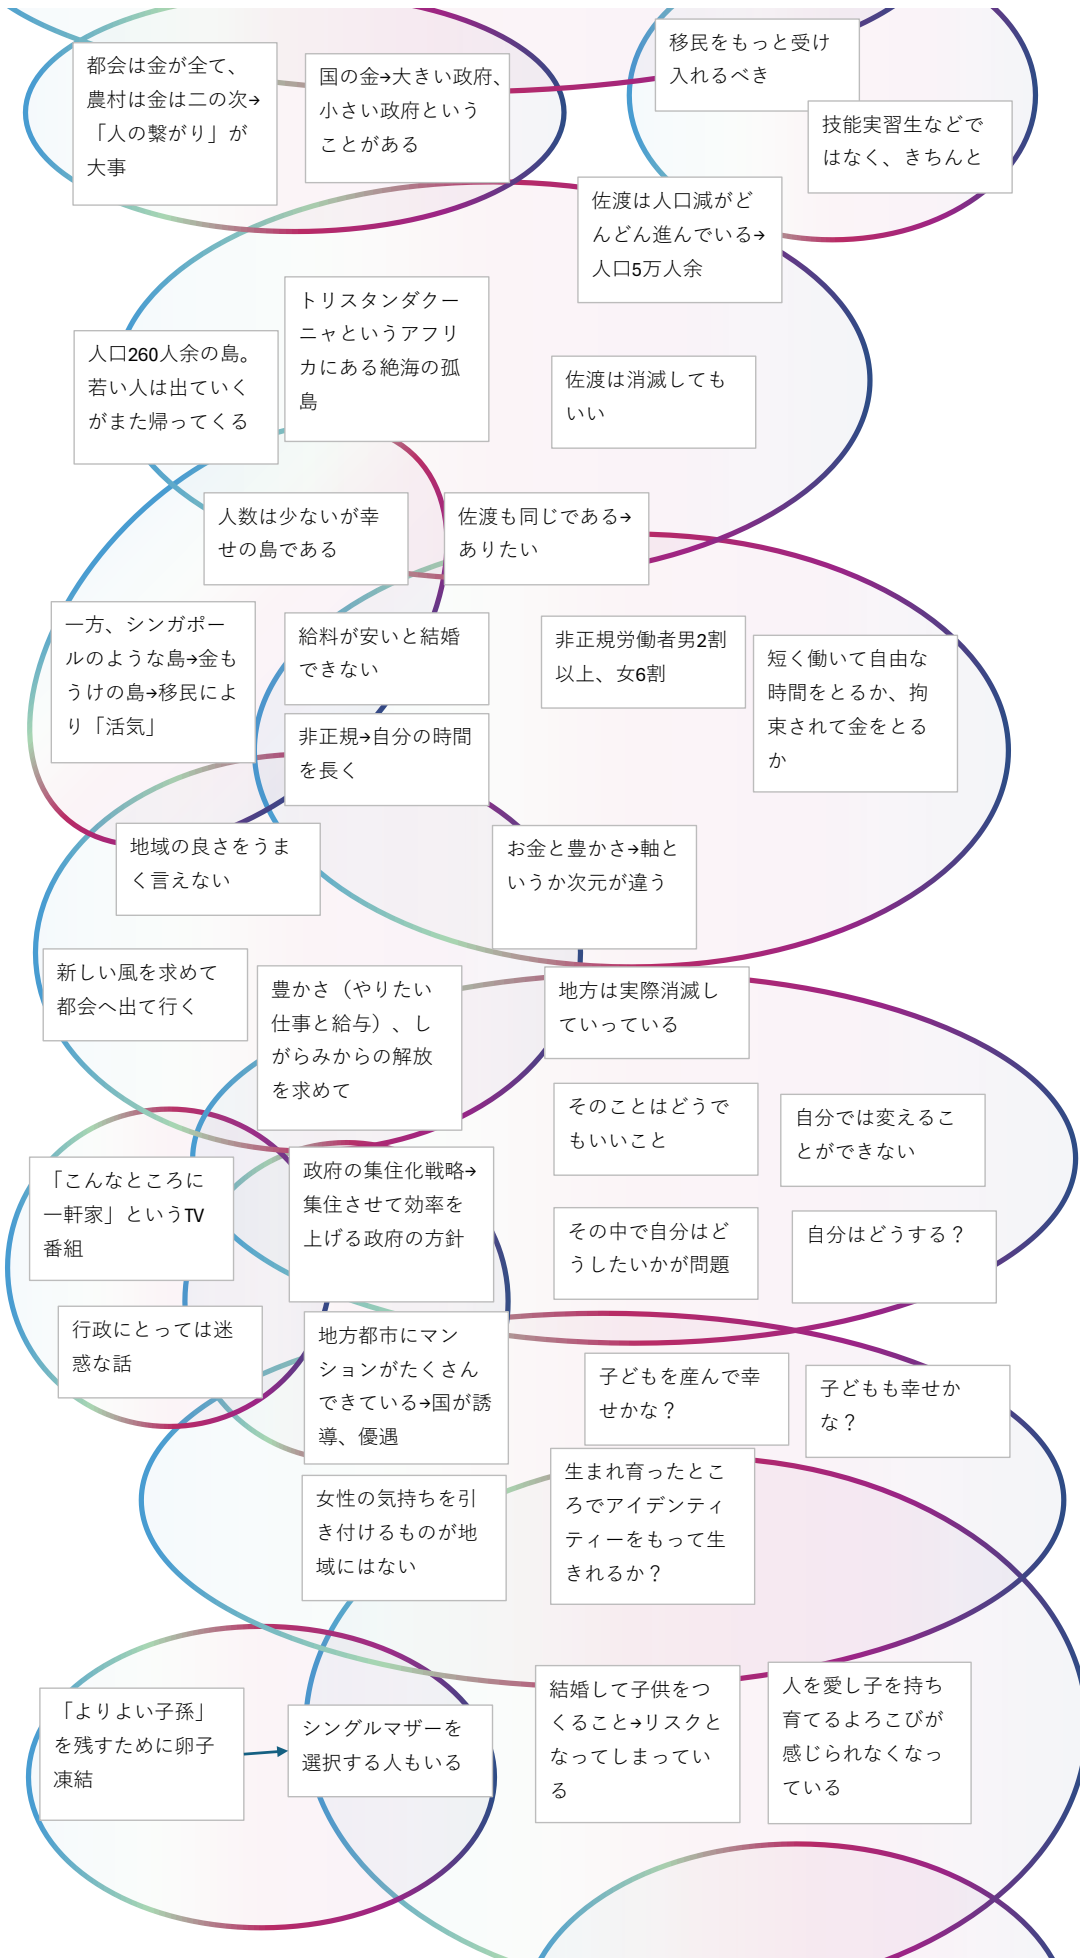 都会は金が全て、
農村は金は二の次→
「人の繋がり」が
大事
国の金→大きい政府、
小さい政府という
ことがある
移民をもっと受け
入れるべき
技能実習生などで
はなく、きちんと
佐渡は人口減がど
んどん進んでいる→
人口5万人余
トリスタンダクー
ニャというアフリ
カにある絶海の孤
島
人口260人余の島。
若い人は出ていく
がまた帰ってくる
佐渡は消滅しても
いい
人数は少ないが幸
せの島である
佐渡も同じである→
ありたい
一方、シンガポー
ルのような島→金も
うけの島→移民によ
り「活気」
給料が安いと結婚
できない
非正規労働者男2割
以上、女6割
短く働いて自由な
時間をとるか、拘
束されて金をとる
か
非正規→自分の時間
を長く
地域の良さをうま
く言えない
お金と豊かさ→軸と
いうか次元が違う
新しい風を求めて
都会へ出て行く
豊かさ（やりたい
仕事と給与）、し
がらみからの解放
を求めて
地方は実際消滅し
ていっている
そのことはどうで
もいいこと
自分では変えるこ
とができない
「こんなところに
一軒家」というTV
番組
政府の集住化戦略→
集住させて効率を
上げる政府の方針
その中で自分はど
うしたいかが問題
自分はどうする？
行政にとっては迷
惑な話
地方都市にマン
ションがたくさん
できている→国が誘
導、優遇
子どもを産んで幸
せかな？
子どもも幸せか
な？
女性の気持ちを引
き付けるものが地
域にはない
生まれ育ったとこ
ろでアイデンティ
ティーをもって生
きれるか？
「よりよい子孫」
を残すために卵子
凍結
シングルマザーを
選択する人もいる
結婚して子供をつ
くること→リスクと
なってしまってい
る
人を愛し子を持ち
育てるよろこびが
感じられなくなっ
ている